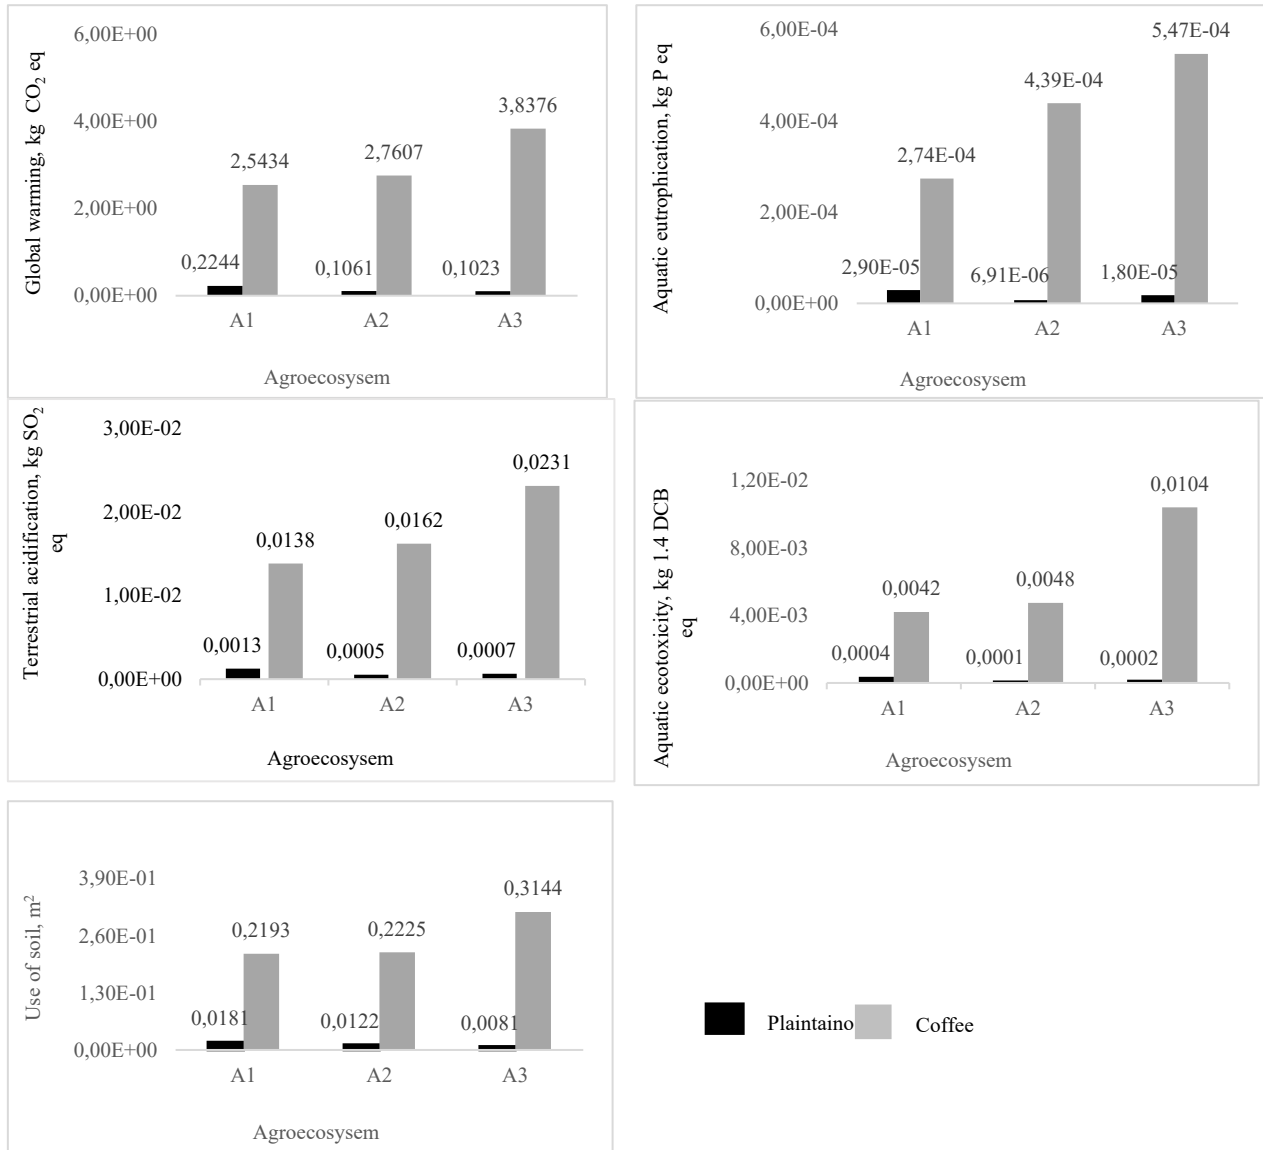 Global warming, kg CO2 eq
6,00E+00
4,00E+00
2,00E+00
0,00E+00
0,2244
2,5434
0,1061
2,7607
0,1023
3,8376
A1
A2
A3
Agroecosysem
Aquatic eutrophication, kg P eq
6,00E-04
4,00E-04
2,00E-04
0,00E+00
2,90E-05
2,74E-04
6,91E-06
4,39E-04
1,80E-05
5,47E-04
A1
A2
A3
Agroecosysem
Terrestrial acidification, kg SO2
eq
3,00E-02
2,00E-02
1,00E-02
0,00E+00
0,0013
0,0138
0,0005
0,0162
0,0007
0,0231
A1
A2
A3
Agroecosysem
Aquatic ecotoxicity, kg 1.4 DCB
eq
1,20E-02
8,00E-03
4,00E-03
0,00E+00
0,0004
0,0042
0,0001
0,0048
0,0002
0,0104
A1
A2
A3
Agroecosysem
Use of soil, m2
3,90E-01
2,60E-01
1,30E-01
0,00E+00
0,0181
0,2193
0,0122
0,2225
0,0081
0,3144
A1
A2
A3
Agroecosysem
Plaintaino
Coffee